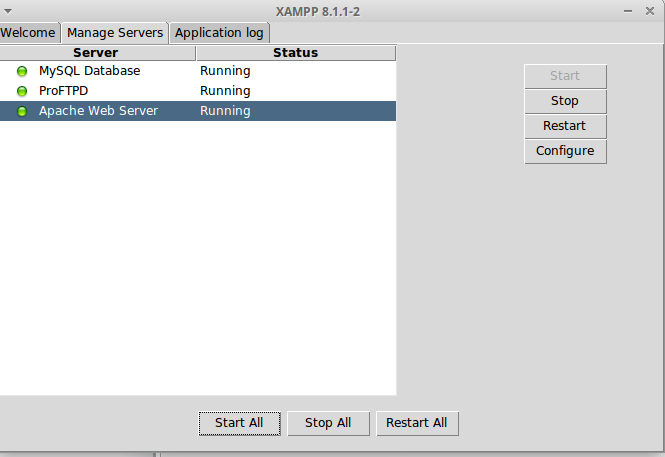 XAMPP 8.1.1-2
Welcome Manage Servers Application log
Server Status
MySQL Database Running
ProFTPD Running
Apache Web Server Running
Start
Stop
Restart
Configure
Start All Stop All Restart All